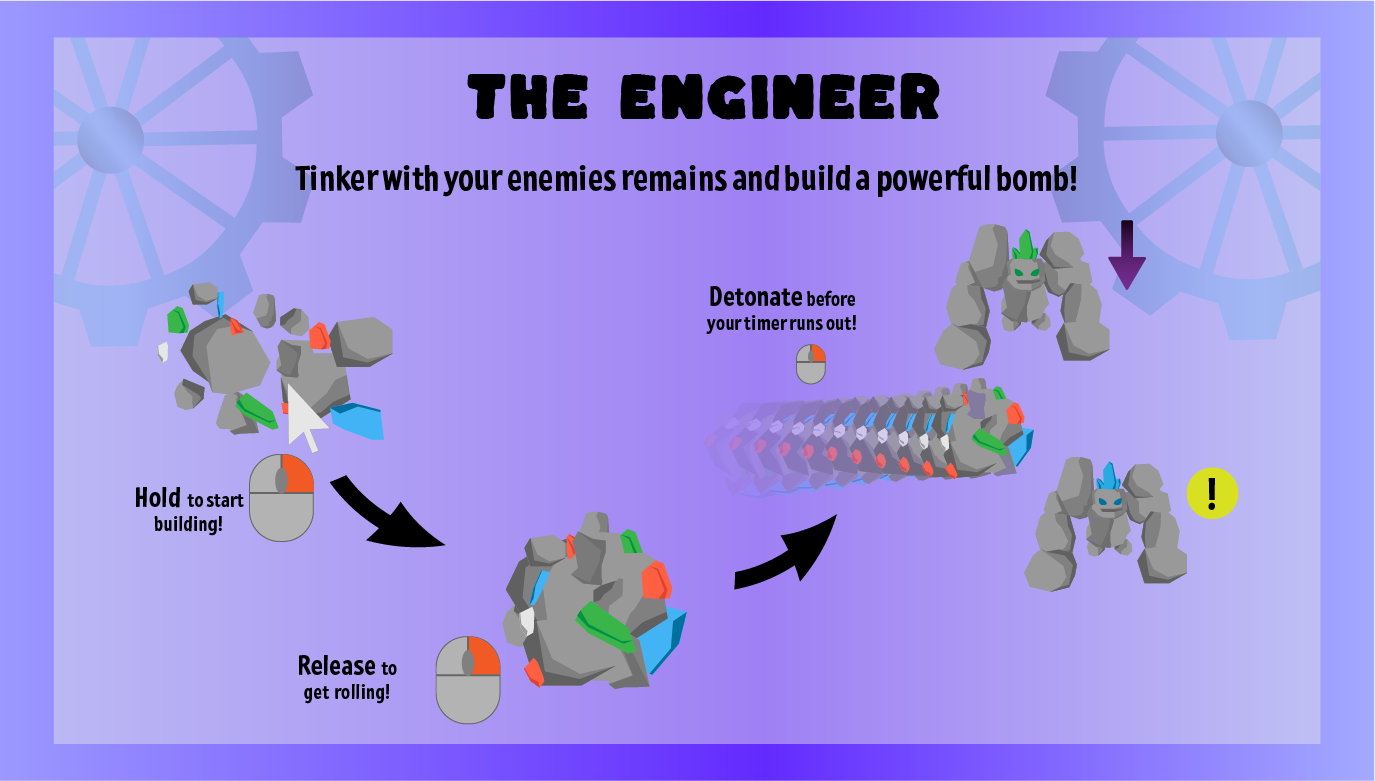 THE ENGINEER
Tinker with your enemies remains and build a powerful bomb!
Detonate before
your timer runs out!
!
Hold to start
building!
Release to
get rolling!